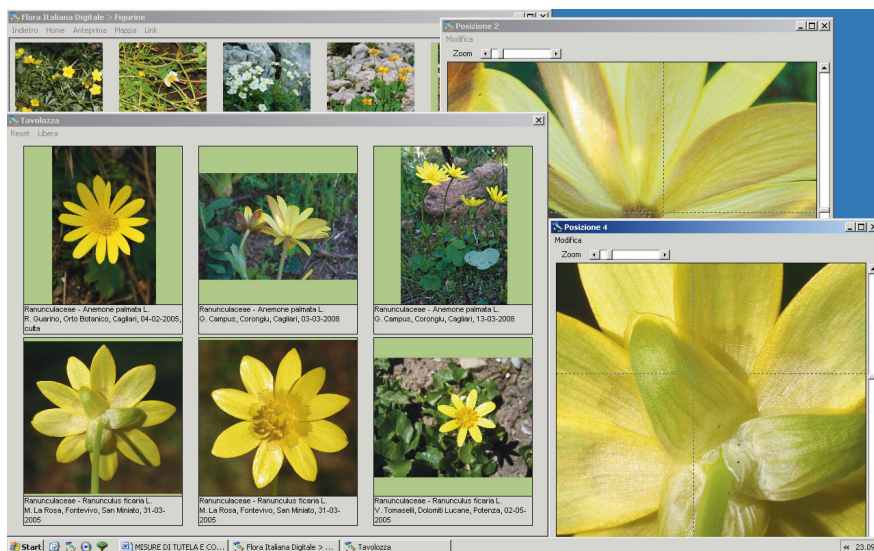 Flora Italiana Digitale > Figurine
Indietro Home Anteprima Mappa Link
Posizione 2
Modifica
Zoom
Tavolozza
Reset Libera
Ranunculaceae - Anemone palmata L.
R. Guarino, Orto Botanico, Cagliari, 04-02-2005,
culta
Ranunculaceae - Anemone palmata L.
G. Campus, Corongiu, Cagliari, 03-03-2008
Ranunculaceae - Anemone palmata L.
G. Campus, Corongiu, Cagliari, 13-03-2008
Posizione 4
Modifica
Zoom
Ranunculaceae - Ranunculus ficaria L.
M. La Rosa, Fontevivo, San Miniato, 31-03-
2005
Ranunculaceae - Ranunculus ficaria L.
M. La Rosa, Fontevivo, San Miniato, 31-03-
2005
Ranunculaceae - Ranunculus ficaria L.
V. Tomaselli, Dolomiti Lucane, Potenza, 02-05-
2005
Start MISURE DI TUTELA E CO... Flora Italiana Digitale > ... Tavolozza « 23.09